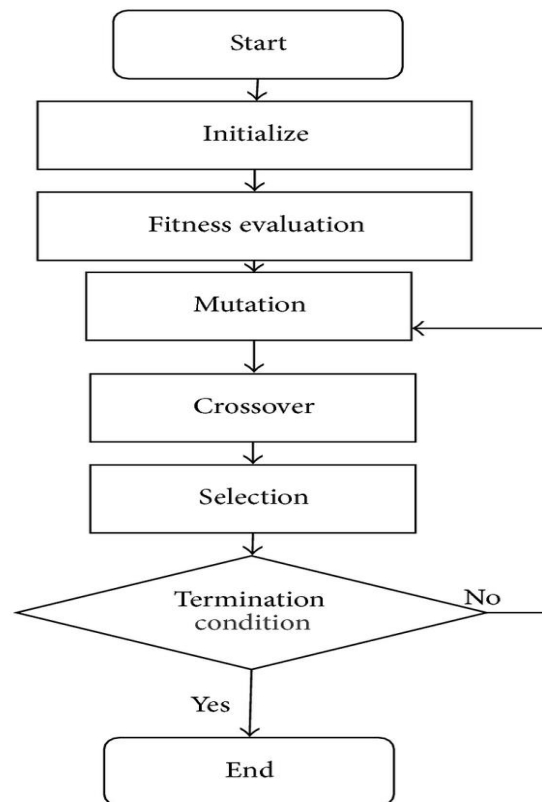 Start
Initialize
Fitness evaluation
Mutation
Crossover
Selection
Termination
condition
No
Yes
End